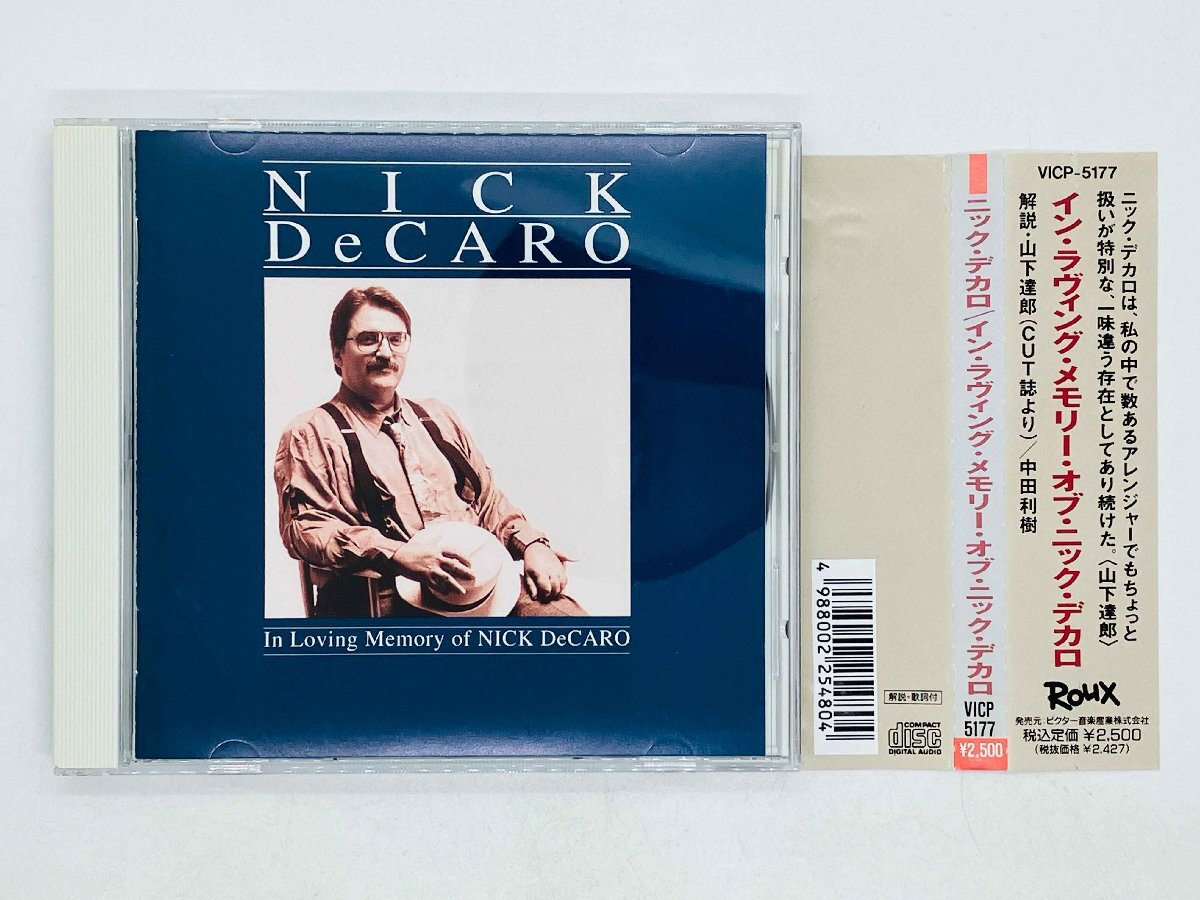 NICK
DeCARO
In Loving Memory of NICK DeCARO
4 988002 254804
解説・歌詞付
COMPACT
disc
DIGITAL AUDIO
ニック・デカロ/イン・ラヴィング・メモリー・オブ・ニック・デカロ
VICP
5177
¥2,500
VICP-5177
ニック・デカロは、私の中で数あるアレンジャーでもちょっと
扱いが特別な、一味違う存在としてあり続けた。〈山下達郎〉
イン・ラヴィング・メモリー・オブ・ニック・デカロ
解説・山下達郎(CUT誌より)/中田利樹
Roux
発売元:ビクター音楽産業株式会社
税込定価 ¥2,500
(税抜価格 ¥2,427)